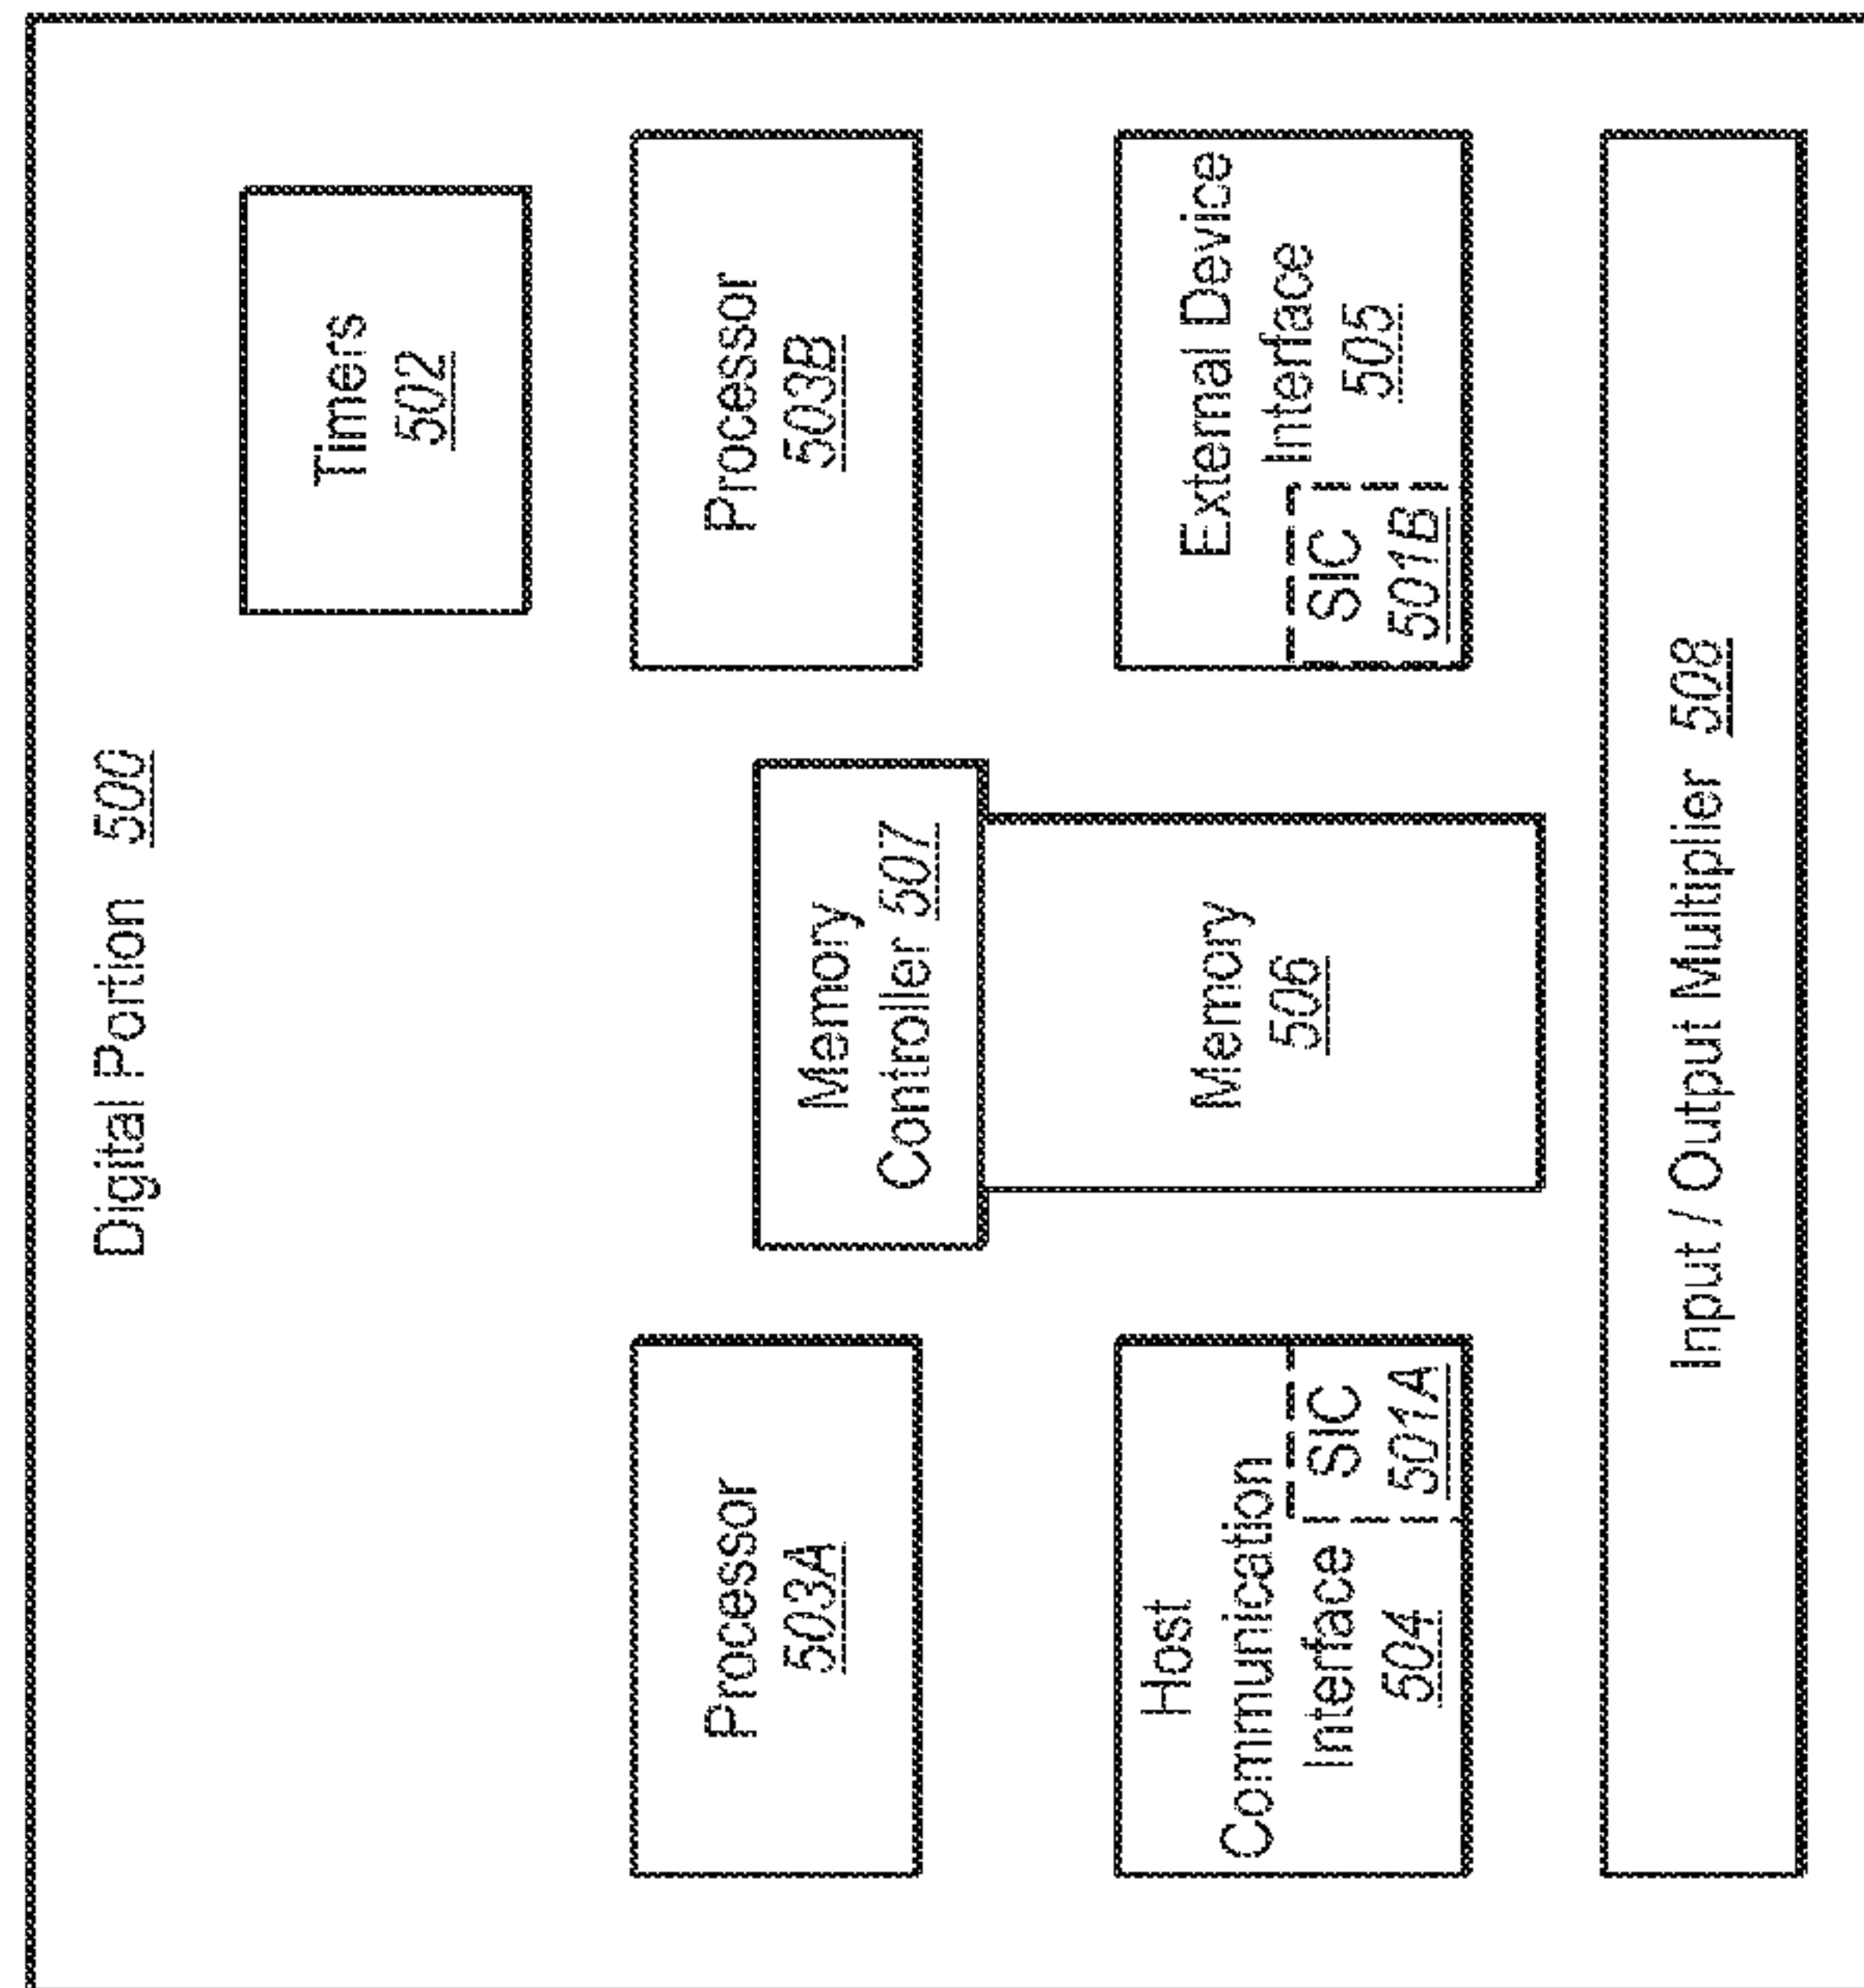 Digital Portion 500
Timers
502
Processor
503A
Processor
503B
Memory
Controller 507
Host
Communication
Interface
504
SIC
501A
Memory
506
External Device
Interface
505
SIC
501B
Input / Output Multiplier 508